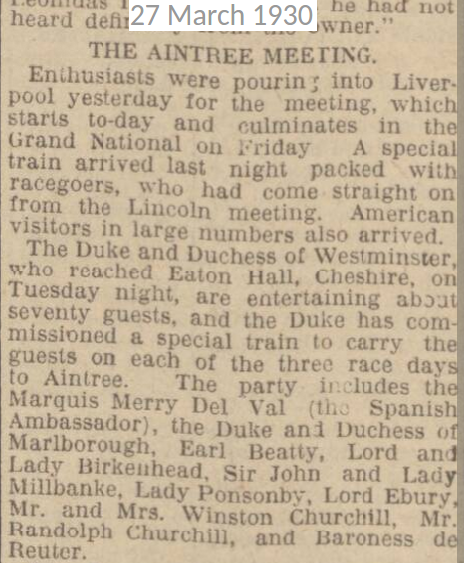 he had not
27 March 1930
heard owner."
THE AINTREE MEETING.
Enthusiasts were pouring into Liver-
pool yesterday for the meeting, which
starts to-day and culminates in the
Grand National on Friday A special
train arrived last night packed with
racegoers, who had come straight on
from the Lincoln meeting. American
visitors in large numbers also arrived.
The Duke and Duchess of Westminster,
who reached Eaton Hall, Cheshire, on
Tuesday night, are entertaining about
seventy guests, and the Duke has com-
missioned a special train to carry the
guests on each of the three race days
to Aintree. The party includes the
Marquis Merry Del Val (the Spanish
Ambassador), the Duke and Duchess of
Marlborough, Earl Beatty, Lord and
Lady Birkenhead, Sir John and Lady
Millbanke, Lady Ponsonby, Lord Ebury,
Mr. and Mrs. Winston Churchill, Mr.
Randolph Churchill, and Baroness de
Reuter.